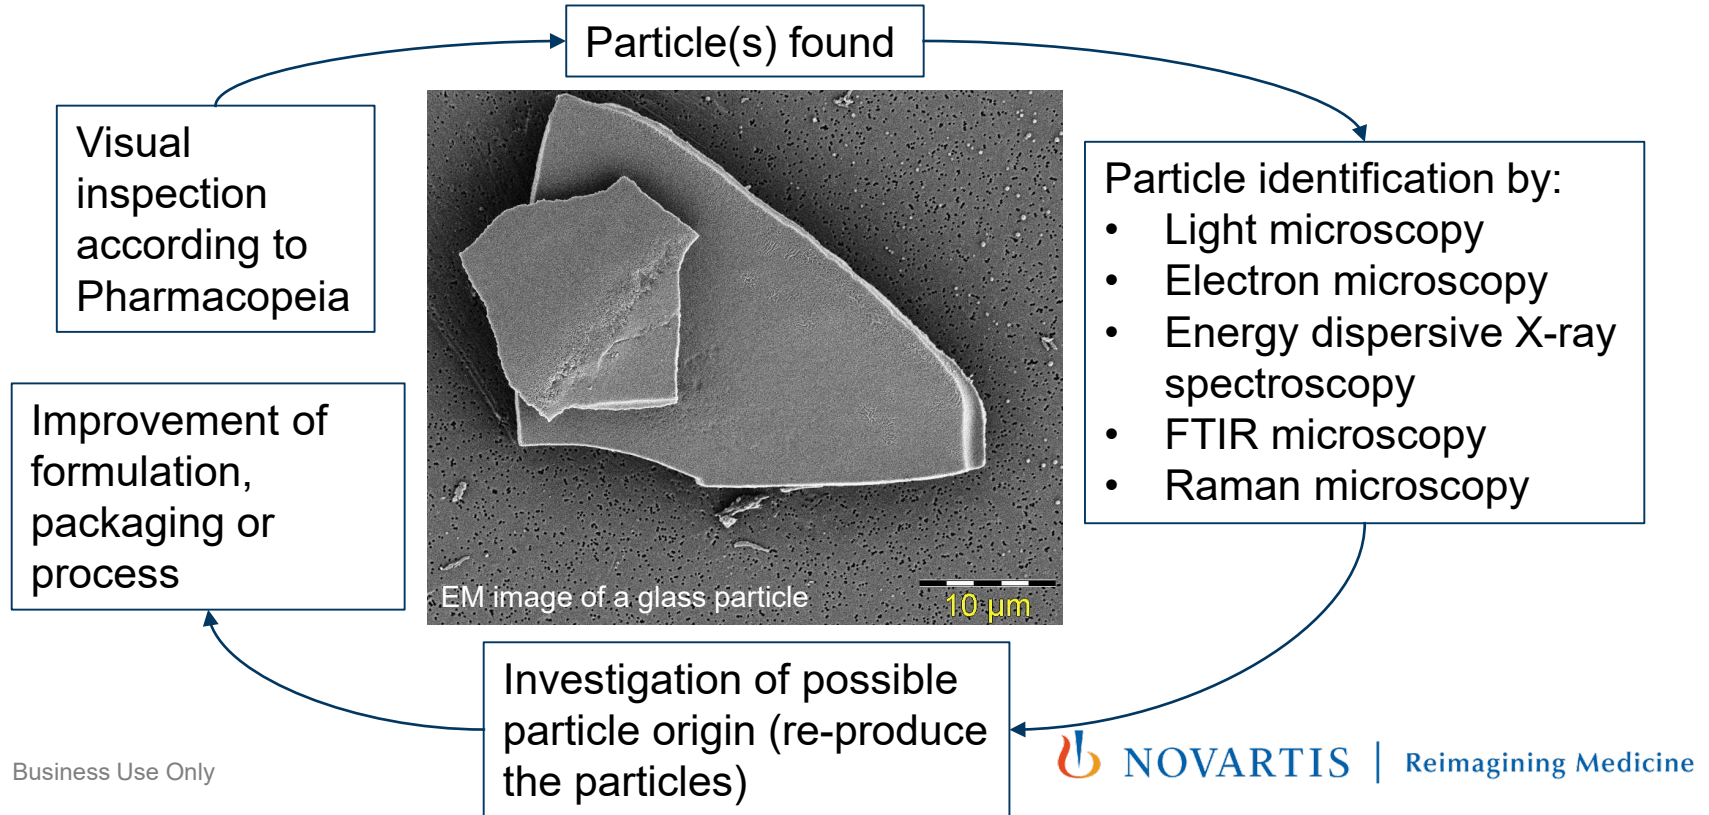 Particle(s) found
Visual
inspection
according to
Pharmacopeia
Particle identification by:
• Light microscopy
• Electron microscopy
• Energy dispersive X-ray
spectroscopy
• FTIR microscopy
• Raman microscopy
Improvement of
formulation,
packaging or
process
EM image of a glass particle
10 µm
Investigation of possible
particle origin (re-produce
the particles)
Business Use Only
NOVARTIS | Reimagining Medicine